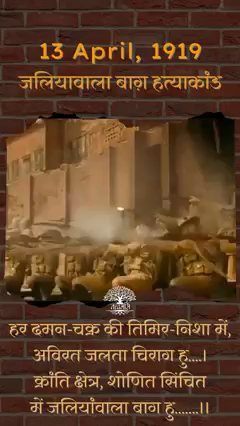 13 April, 1919
जलियावाला बाग़ हत्याकांड
हर दमन-चक्र की तिमिर-निशा में,
अविरत जलता चिराग हु....।
क्रांति क्षेत्र, शोणित सिंचित
में जलियांवाला बाग हु.......।।